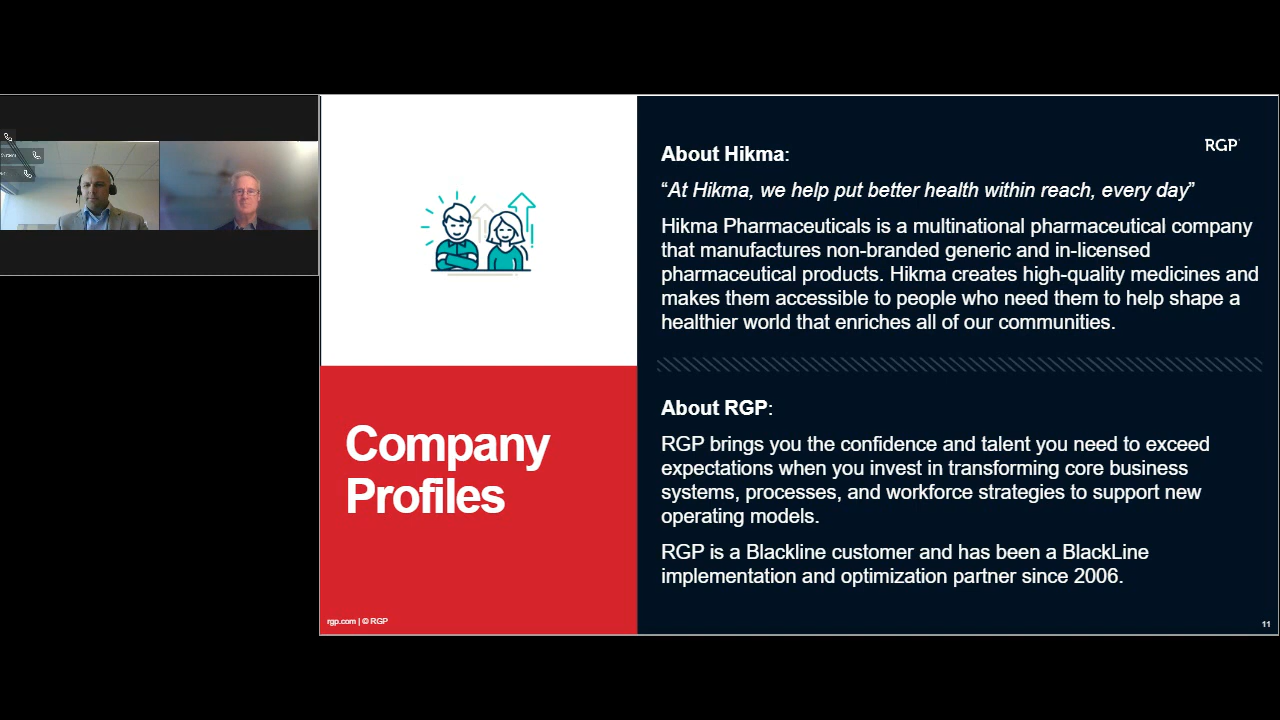 RGP
About Hikma:
“At Hikma, we help put better health within reach, every day”
Hikma Pharmaceuticals is a multinational pharmaceutical company
that manufactures non-branded generic and in-licensed
pharmaceutical products. Hikma creates high-quality medicines and
makes them accessible to people who need them to help shape a
healthier world that enriches all of our communities.
Company
Profiles
About RGP:
RGP brings you the confidence and talent you need to exceed
expectations when you invest in transforming core business
systems, processes, and workforce strategies to support new
operating models.
RGP is a Blackline customer and has been a BlackLine
implementation and optimization partner since 2006.
rgp.com | © RGP
11